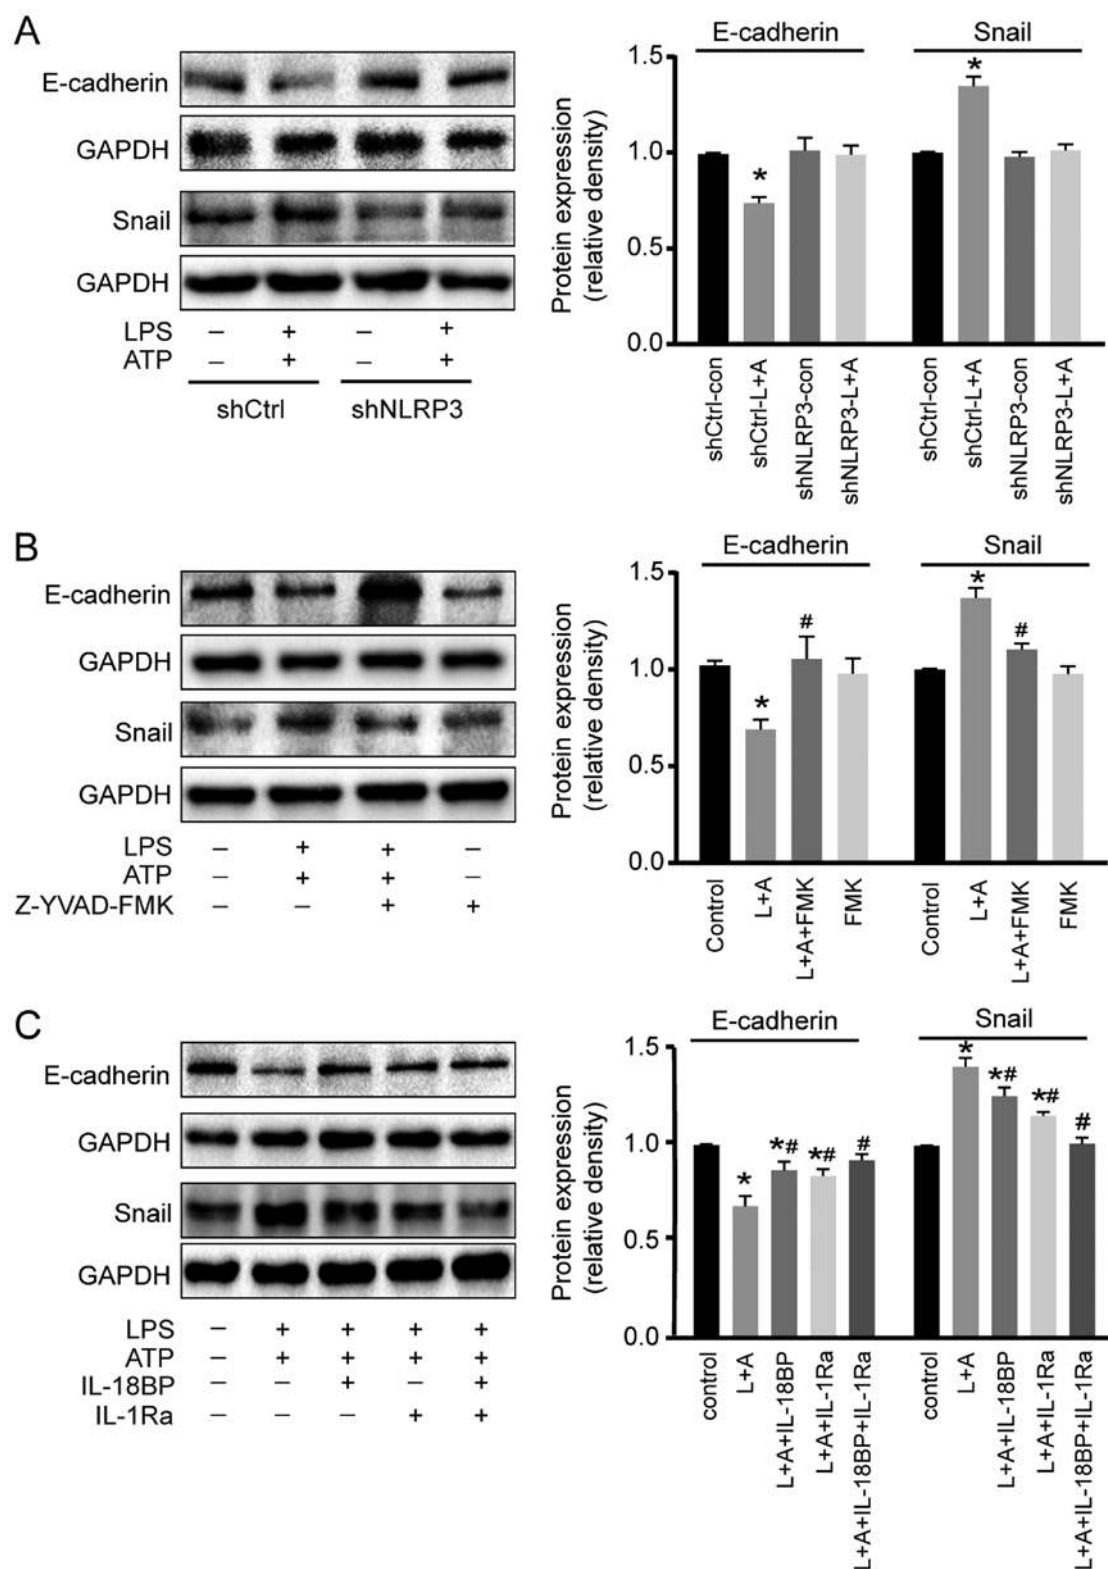 A
E-cadherin
GAPDH
Snail
GAPDH
LPS − + − +
ATP − + − +
shCtrl shNLRP3
E-cadherin Snail
Protein expression
(relative density)
1.5
1.0
0.5
0.0
* *
shCtrl-con
shCtrl-L+A
shNLRP3-con
shNLRP3-L+A
shCtrl-con
shCtrl-L+A
shNLRP3-con
shNLRP3-L+A
B
E-cadherin
GAPDH
Snail
GAPDH
LPS − + + −
ATP − + + −
Z-YVAD-FMK − − + +
E-cadherin Snail
Protein expression
(relative density)
1.5
1.0
0.5
0.0
* # * #
Control
L+A
L+A+FMK
FMK
Control
L+A
L+A+FMK
FMK
C
E-cadherin
GAPDH
Snail
GAPDH
LPS − + + + +
ATP − + + + +
IL-18BP − − + − +
IL-1Ra − − − + +
E-cadherin Snail
Protein expression
(relative density)
1.5
1.0
0.5
0.0
* *# *# # * *# *# #
control
L+A
L+A+IL-18BP
L+A+IL-1Ra
L+A+IL-18BP+IL-1Ra
control
L+A
L+A+IL-18BP
L+A+IL-1Ra
L+A+IL-18BP+IL-1Ra